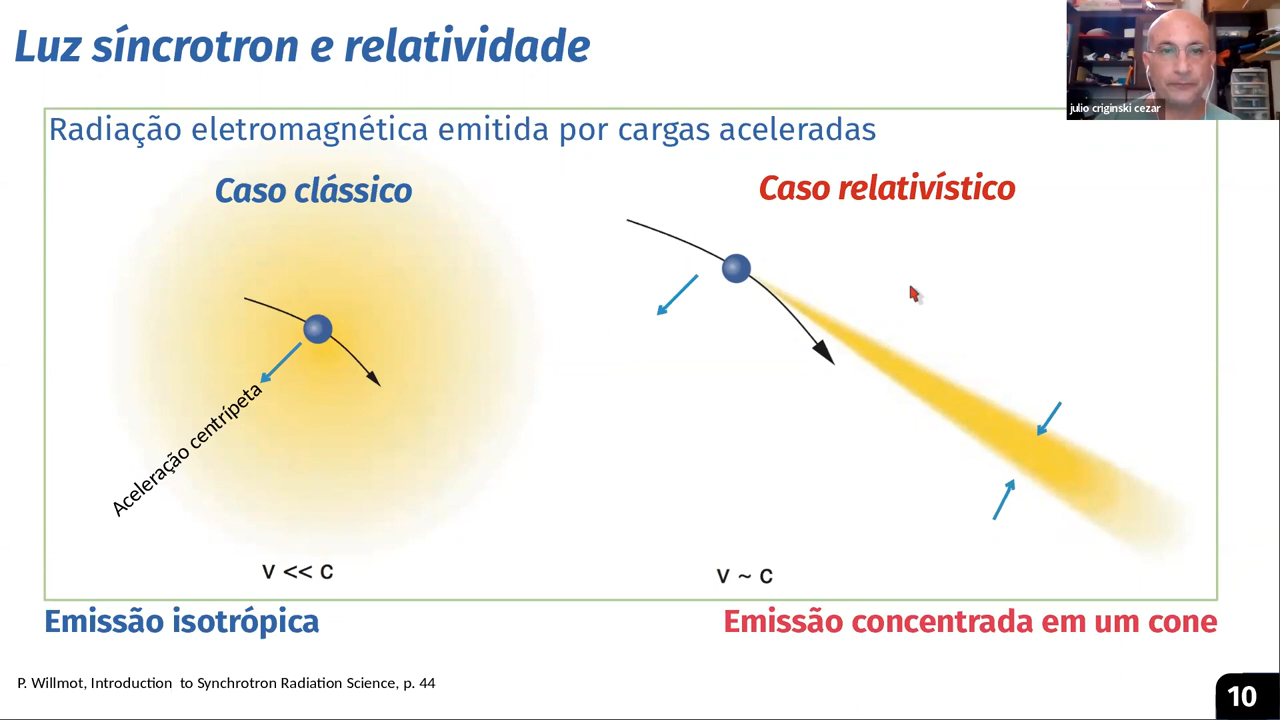 Luz síncrotron e relatividade
julio criginski cezar
Radiação eletromagnética emitida por cargas aceleradas
Caso clássico
Caso relativístico
Aceleração centrípeta
v << c
v ~ c
Emissão isotrópica
Emissão concentrada em um cone
P. Willmot, Introduction to Synchrotron Radiation Science, p. 44
10